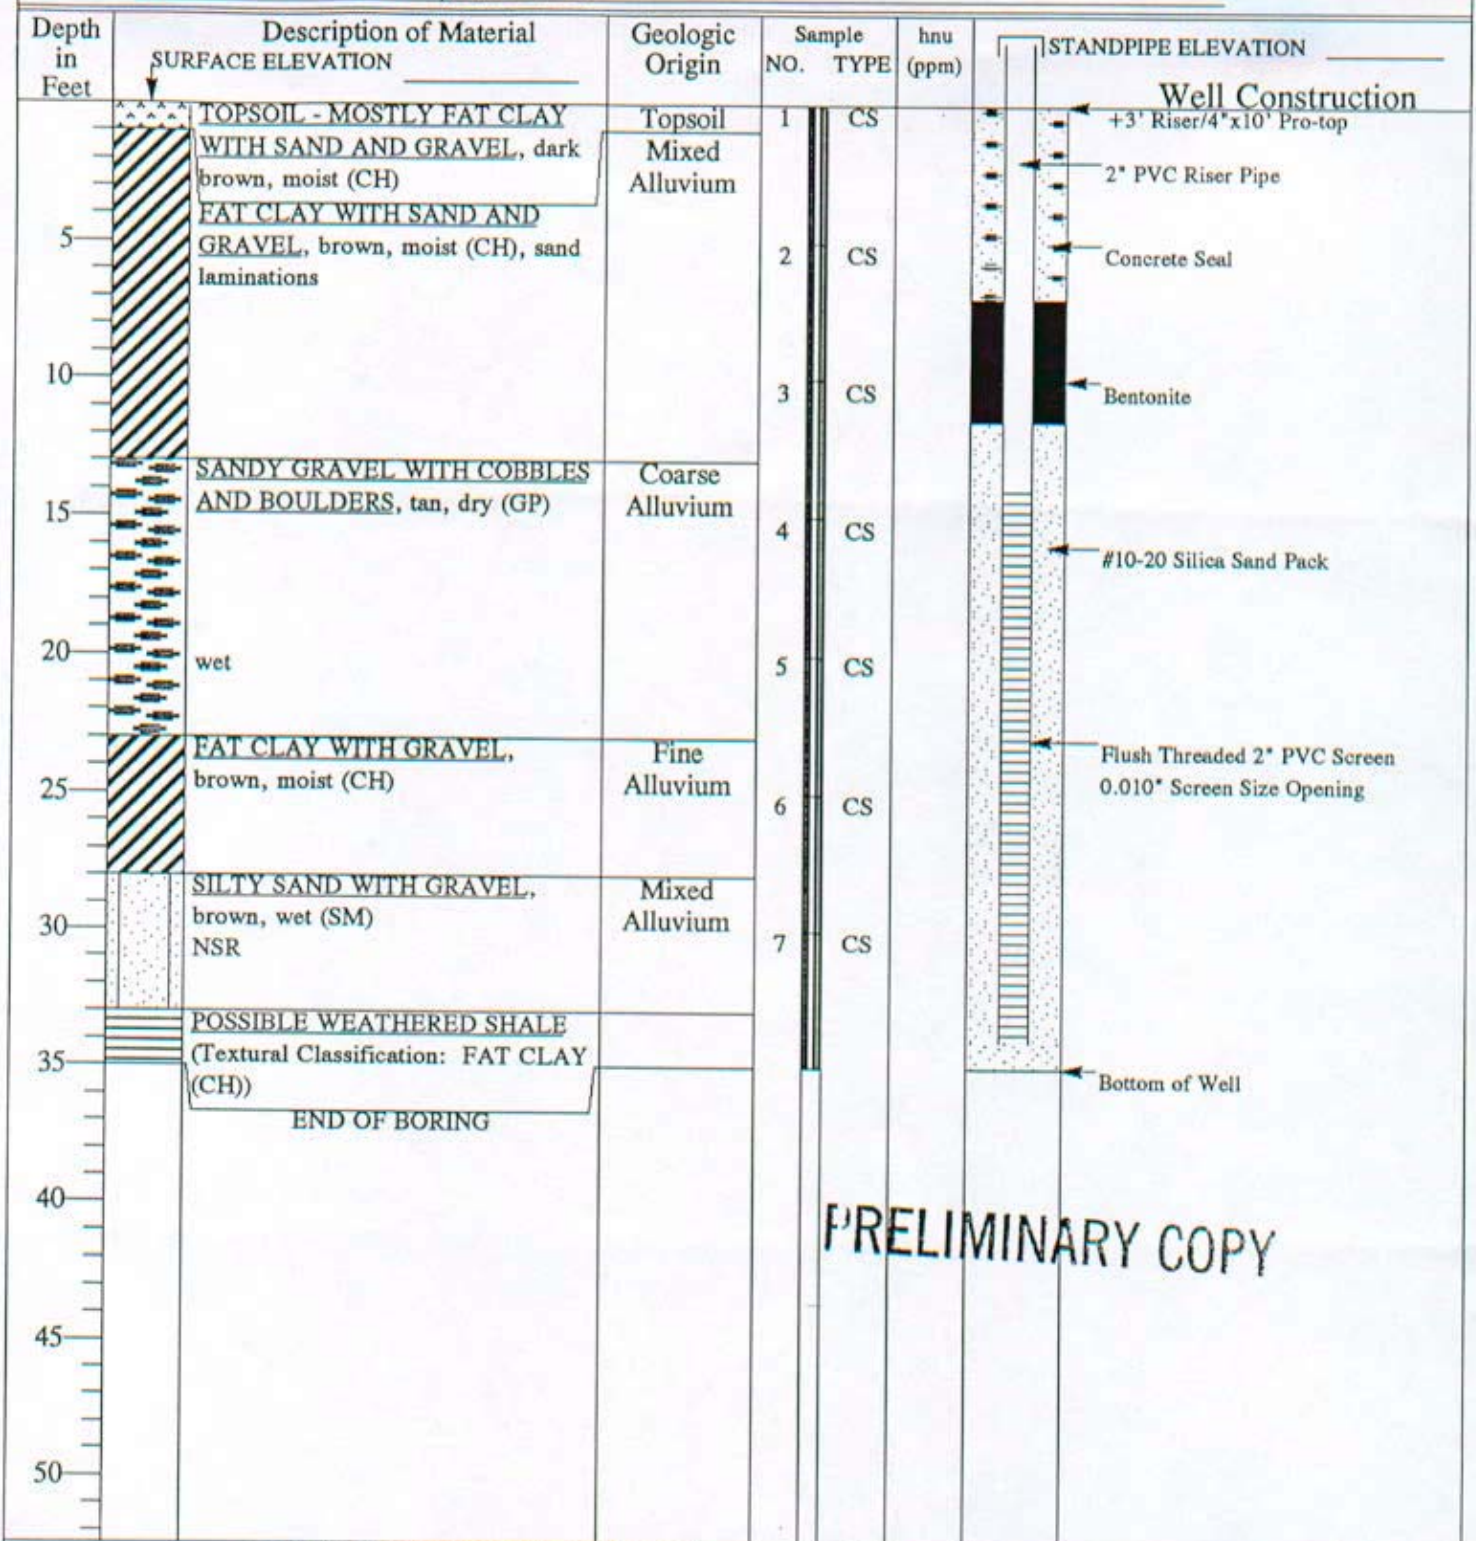 Depth
in
Feet
Description of Material
SURFACE ELEVATION
Geologic
Origin
Sample
NO. TYPE
hnu
(ppm)
STANDPIPE ELEVATION
Well Construction
TOPSOIL - MOSTLY FAT CLAY
WITH SAND AND GRAVEL, dark
brown, moist (CH)
Topsoil
1 CS
+3' Riser/4"x10' Pro-top
Mixed
Alluvium
2" PVC Riser Pipe
FAT CLAY WITH SAND AND
GRAVEL, brown, moist (CH), sand
laminations
5
2 CS
Concrete Seal
10
3 CS
Bentonite
SANDY GRAVEL WITH COBBLES
AND BOULDERS, tan, dry (GP)
Coarse
Alluvium
15
4 CS
#10-20 Silica Sand Pack
20
wet
5 CS
FAT CLAY WITH GRAVEL,
brown, moist (CH)
Fine
Alluvium
Flush Threaded 2" PVC Screen
0.010" Screen Size Opening
25
6 CS
SILTY SAND WITH GRAVEL,
brown, wet (SM)
NSR
Mixed
Alluvium
30
7 CS
POSSIBLE WEATHERED SHALE
(Textural Classification: FAT CLAY
(CH))
35
Bottom of Well
END OF BORING
40
PRELIMINARY COPY
45
50